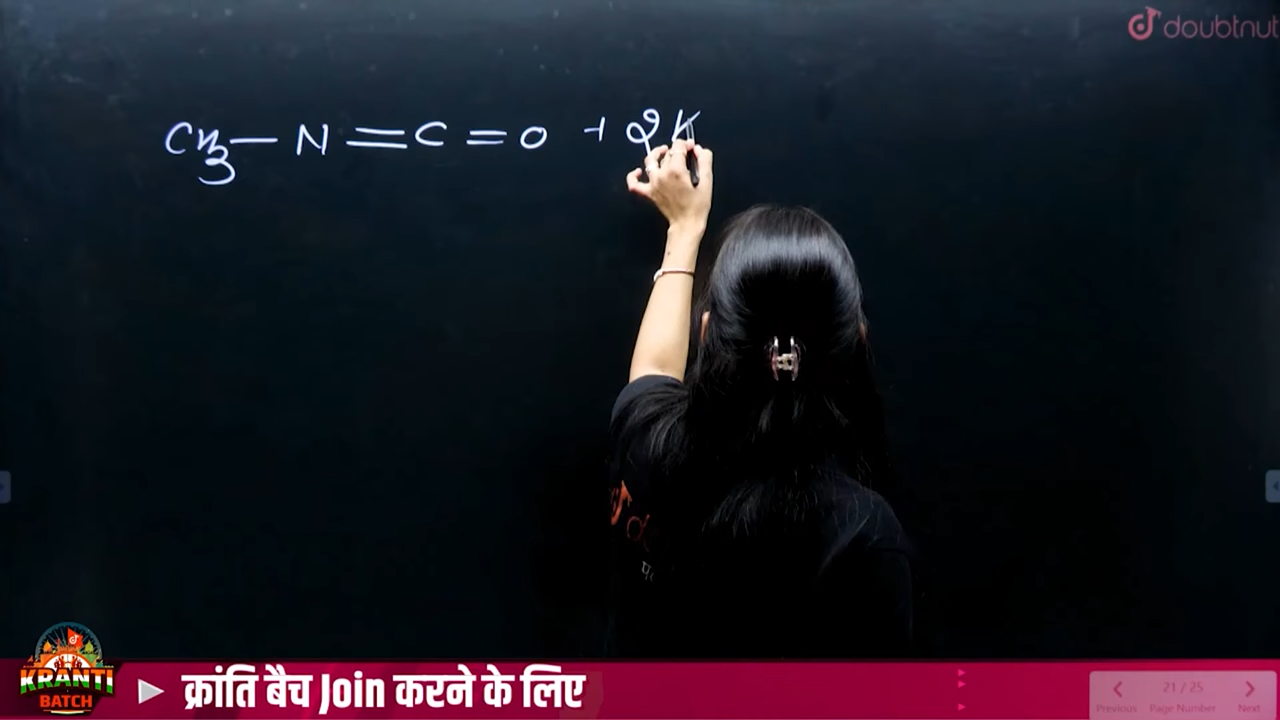 doubtnut
CH3 — N = C = O + 2K
KRANTI
BATCH
क्रांति बैच Join करने के लिए
21 / 25
Previous Page Number Next